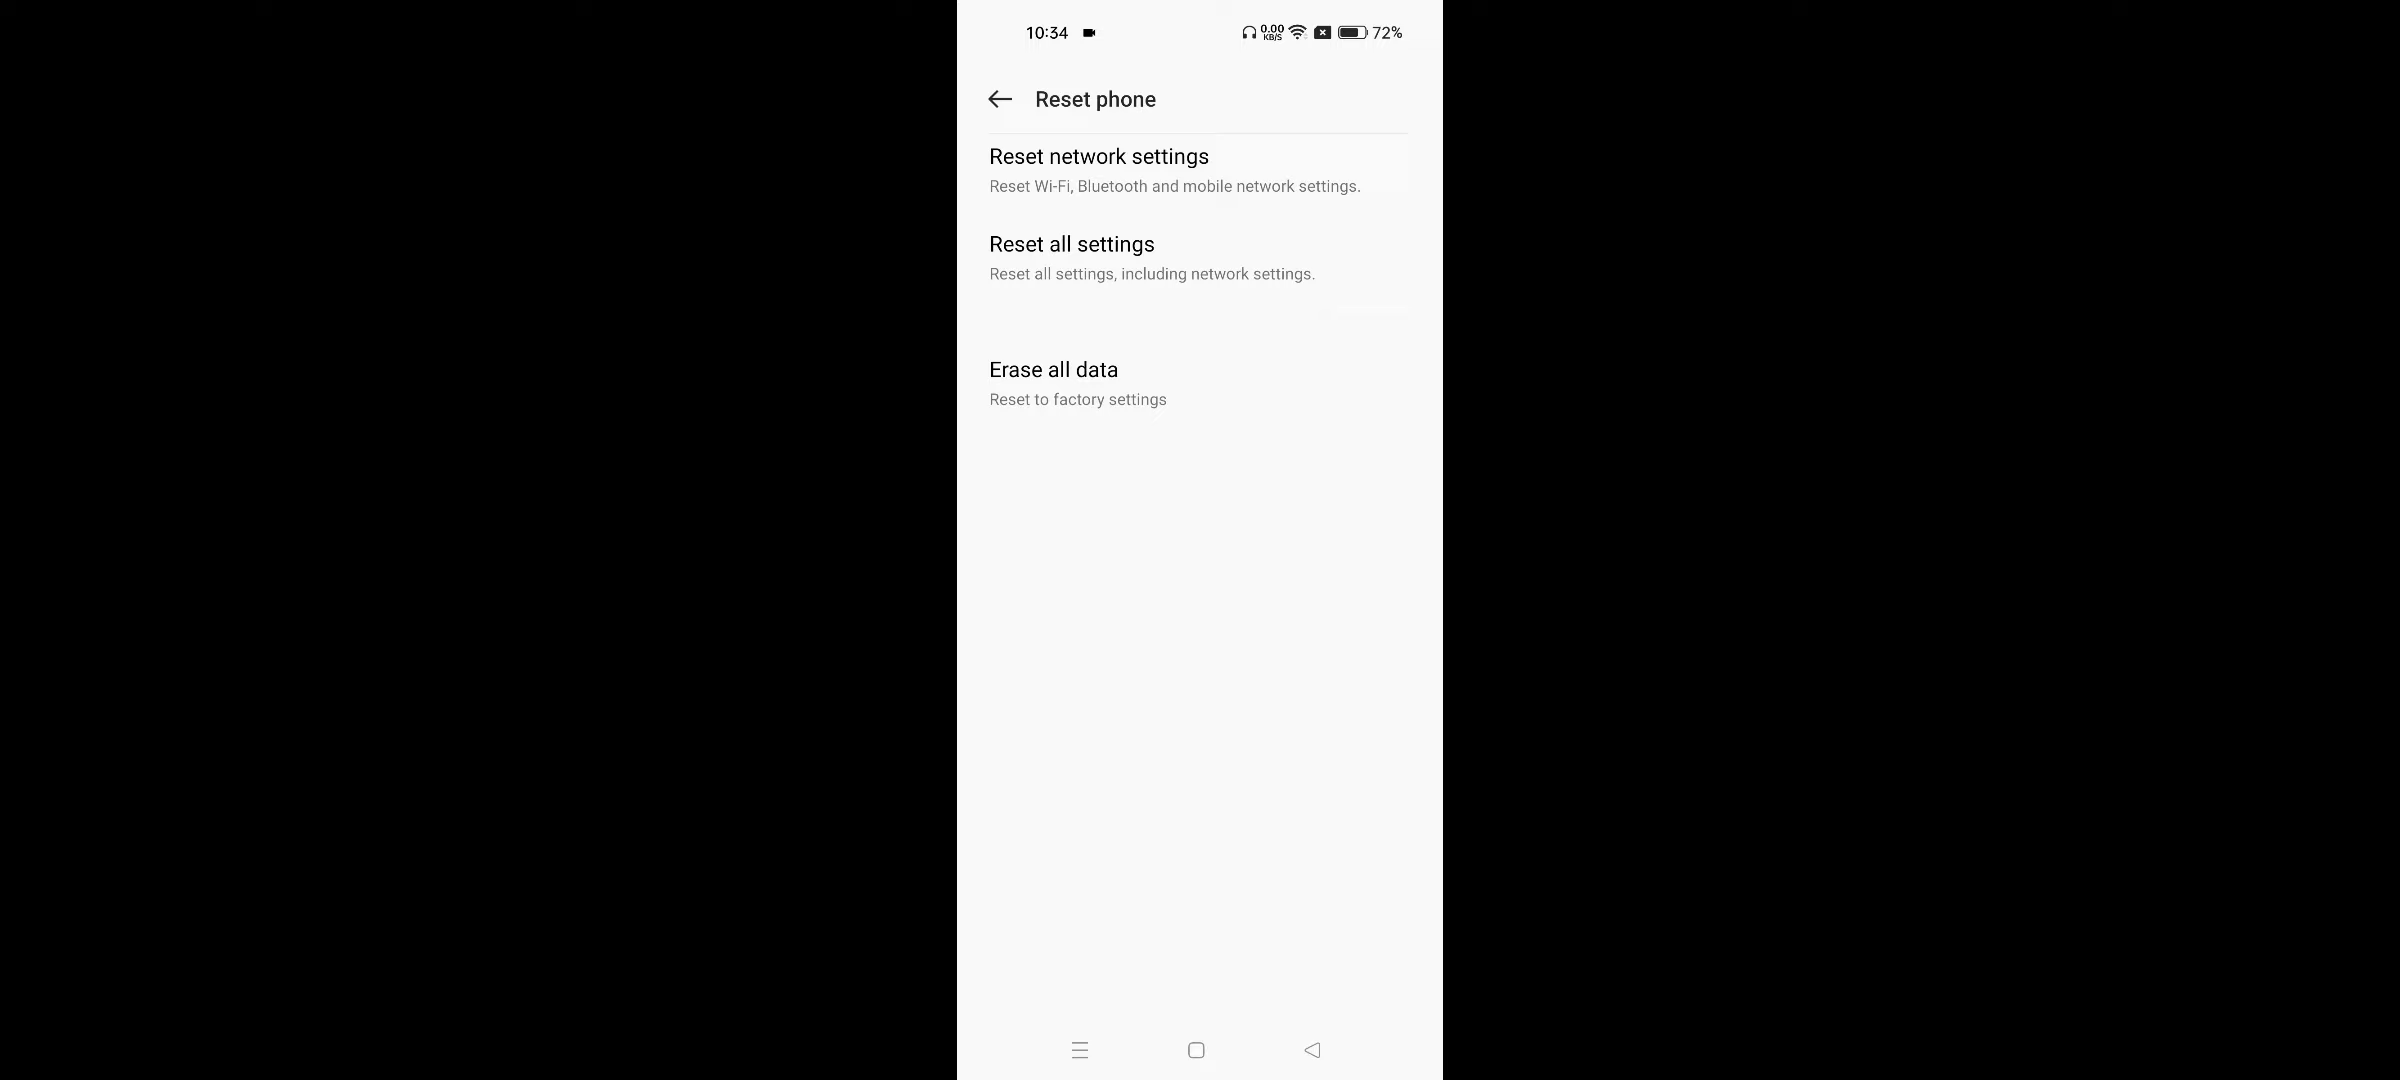 10:34 0.00 KB/S 72%
Reset phone
Reset network settings
Reset Wi-Fi, Bluetooth and mobile network settings.
Reset all settings
Reset all settings, including network settings.
Erase all data
Reset to factory settings